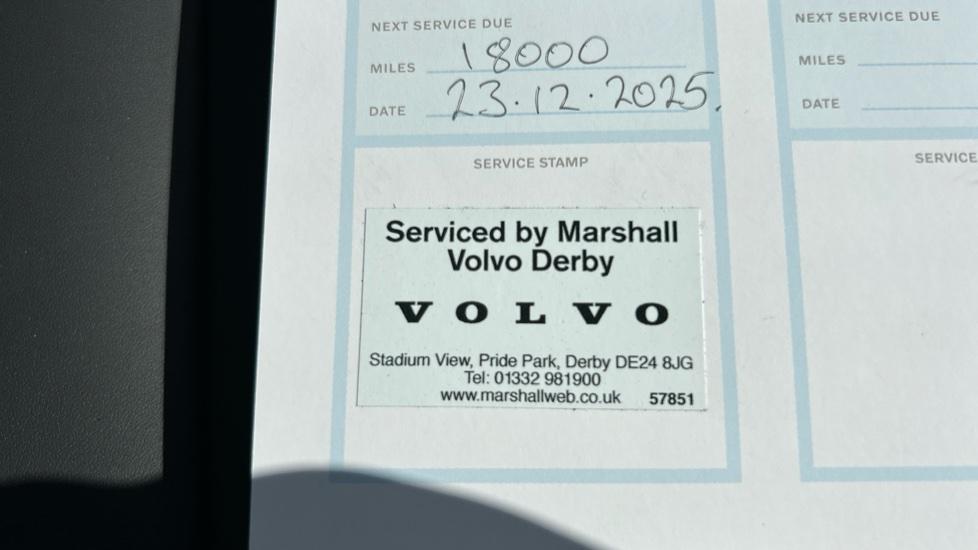 NEXT SERVICE DUE
MILES 18000
DATE 23.12.2025.
SERVICE STAMP
Serviced by Marshall
Volvo Derby
VOLVO
Stadium View, Pride Park, Derby DE24 8JG
Tel: 01332 981900
www.marshallweb.co.uk 57851
NEXT SERVICE DUE
MILES
DATE
SERVICE